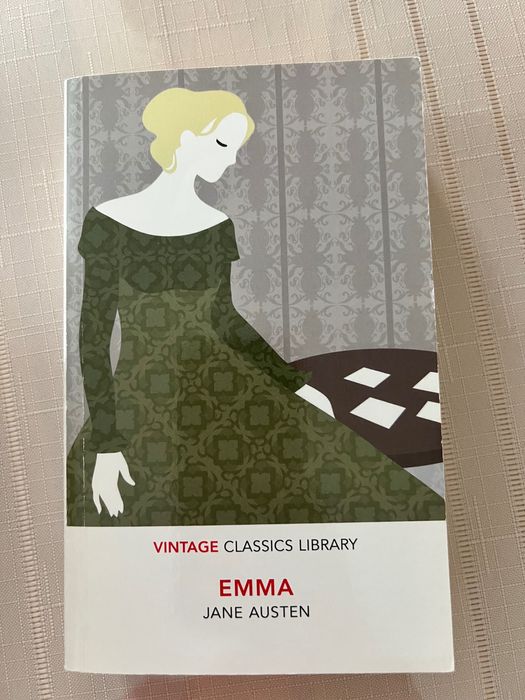 VINTAGE CLASSICS LIBRARY
EMMA
JANE AUSTEN